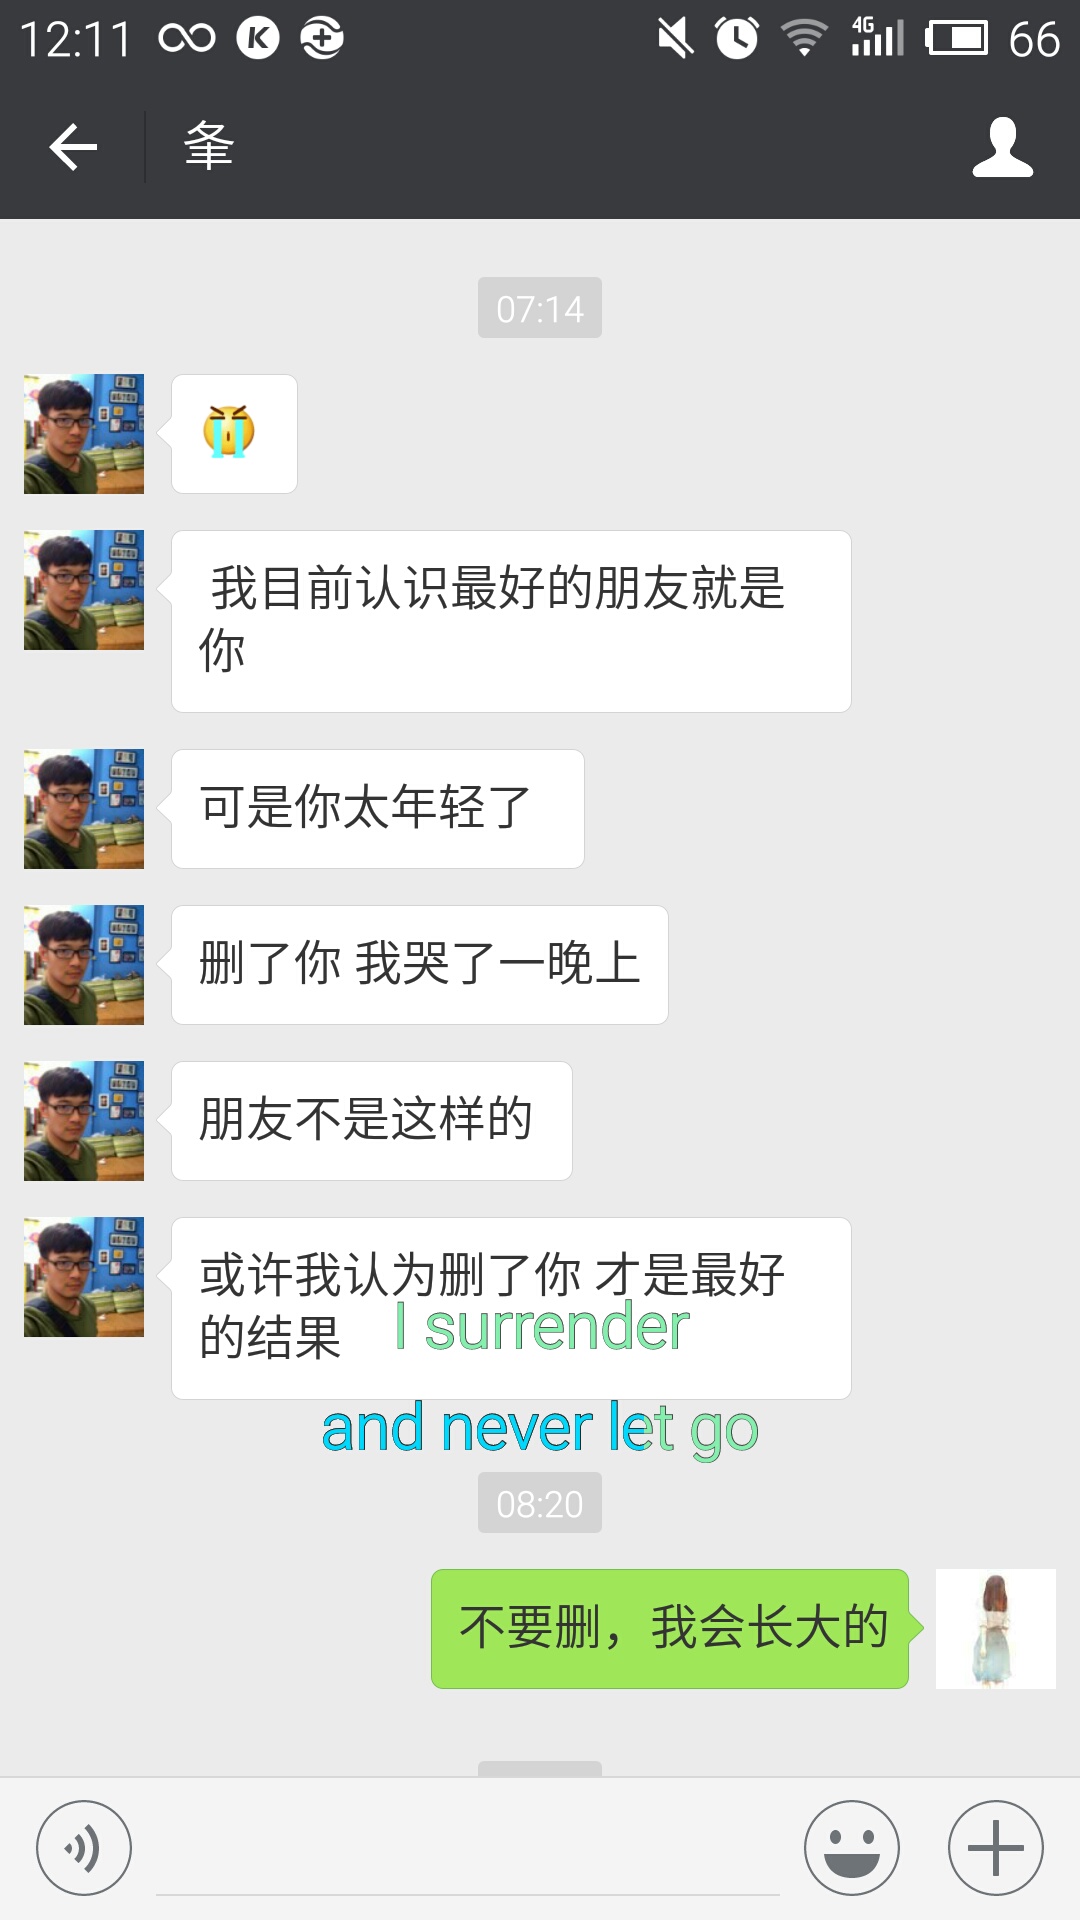 12:11
4G
66
夆
07:14
我目前认识最好的朋友就是
你
可是你太年轻了
删了你 我哭了一晚上
朋友不是这样的
或许我认为删了你 才是最好
的结果
I surrender
and never let go
08:20
不要删，我会长大的